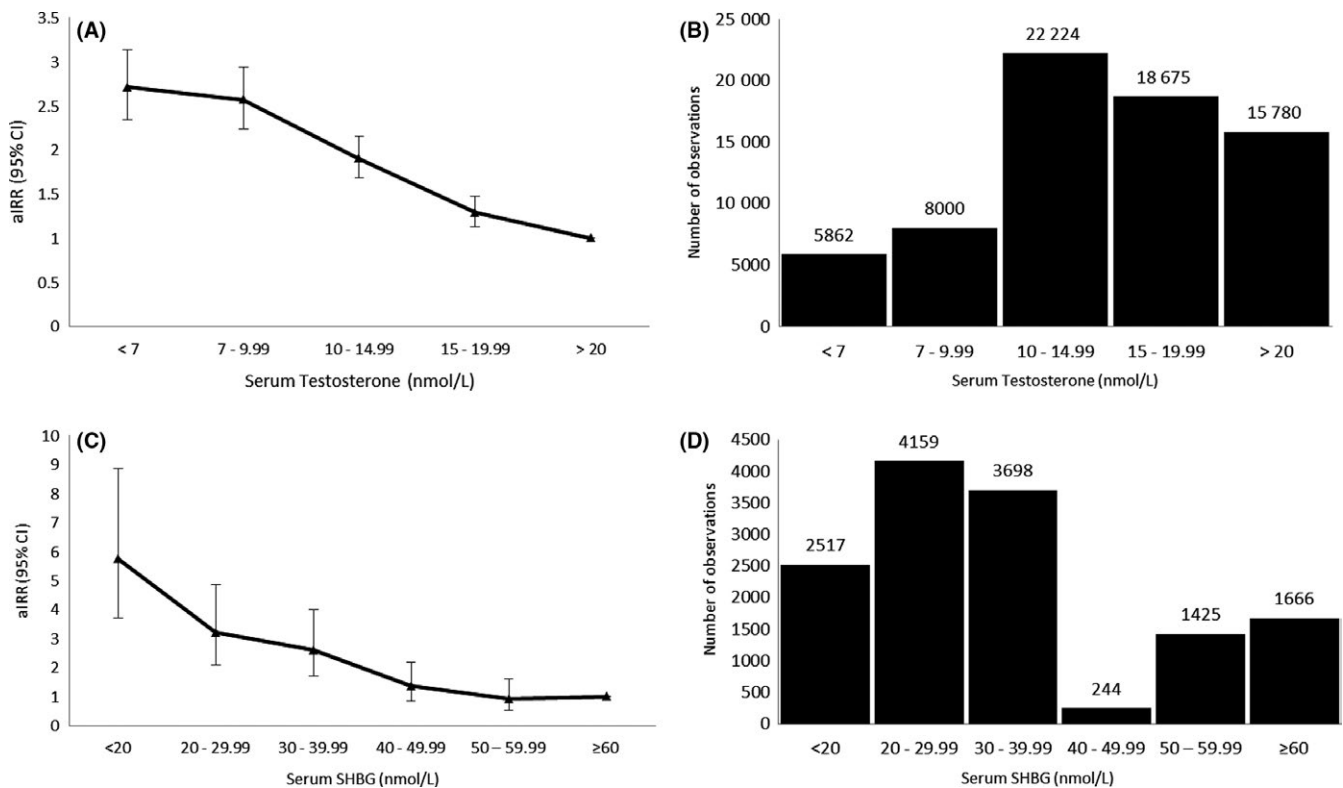 (A)
aIRR (95% CI)
3.5
3
2.5
2
1.5
1
0.5
0
< 7
7 - 9.99
10 - 14.99
15 - 19.99
> 20
Serum Testosterone (nmol/L)
(B)
Number of observations
25 000
20 000
15 000
10 000
5000
0
5862
8000
22 224
18 675
15 780
< 7
7 - 9.99
10 - 14.99
15 - 19.99
> 20
Serum Testosterone (nmol/L)
(C)
aIRR (95% CI)
10
9
8
7
6
5
4
3
2
1
0
<20
20 - 29.99
30 - 39.99
40 - 49.99
50 – 59.99
≥60
Serum SHBG (nmol/L)
(D)
Number of observations
4500
4000
3500
3000
2500
2000
1500
1000
500
0
2517
4159
3698
244
1425
1666
<20
20 - 29.99
30 - 39.99
40 - 49.99
50 – 59.99
≥60
Serum SHBG (nmol/L)